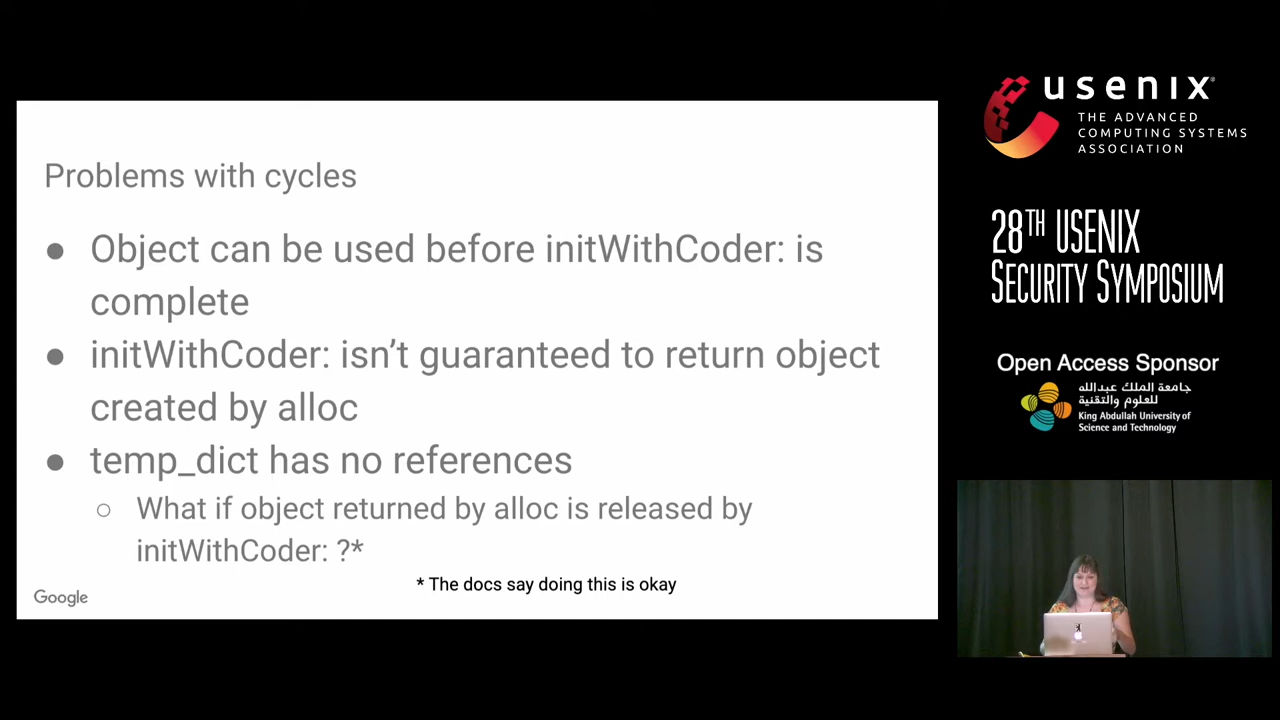 Problems with cycles
● Object can be used before initWithCoder: is
complete
● initWithCoder: isn’t guaranteed to return object
created by alloc
● temp_dict has no references
○ What if object returned by alloc is released by
initWithCoder: ?*
* The docs say doing this is okay
Google
usenix
THE ADVANCED
COMPUTING SYSTEMS
ASSOCIATION
28TH USENIX
SECURITY SYMPOSIUM
Open Access Sponsor
جامعة الملك عبدالله
للعلوم والتقنية
King Abdullah University of
Science and Technology